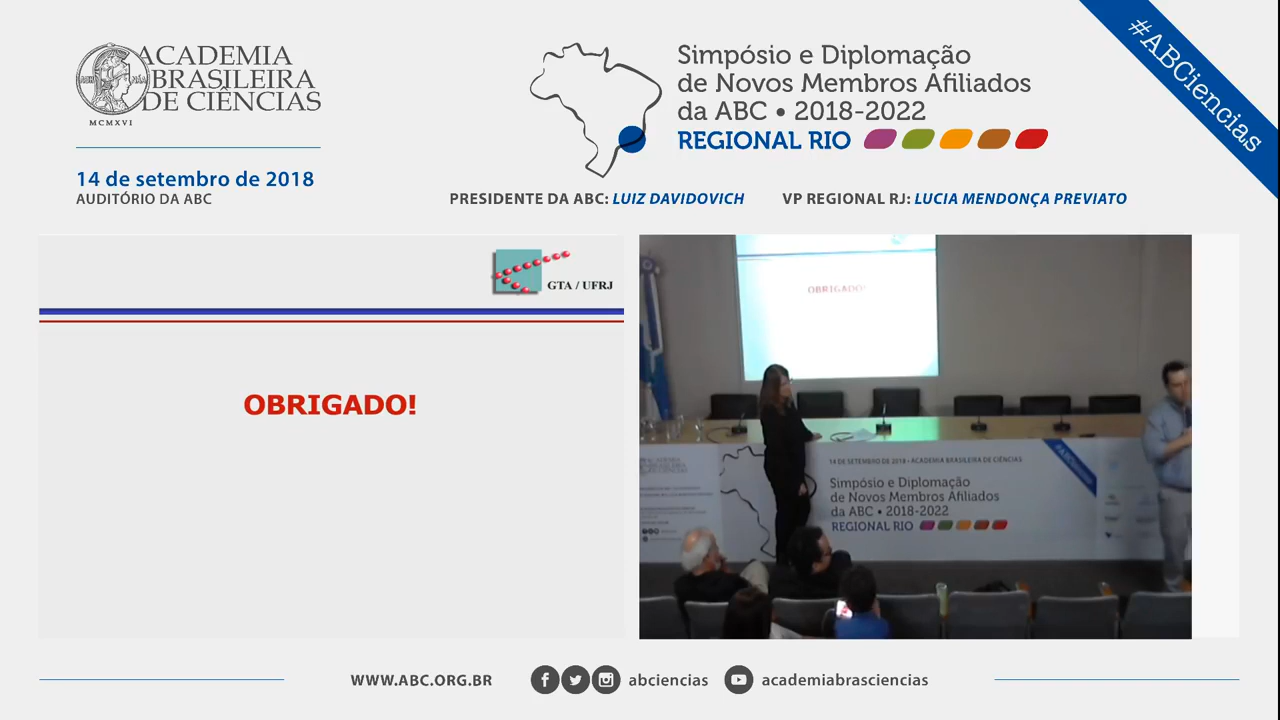 ACADEMIA
BRASILEIRA
DE CIÊNCIAS
MCMXVI
14 de setembro de 2018
AUDITÓRIO DA ABC
Simpósio e Diplomação
de Novos Membros Afiliados
da ABC • 2018-2022
REGIONAL RIO
#ABCiencias
PRESIDENTE DA ABC: LUIZ DAVIDOVICH
VP REGIONAL RJ: LUCIA MENDONÇA PREVIATO
GTA / UFRJ
OBRIGADO!
OBRIGADO!
14 DE SETEMBRO DE 2018 • ACADEMIA BRASILEIRA DE CIÊNCIAS
Simpósio e Diplomação
de Novos Membros Afiliados
da ABC • 2018-2022
REGIONAL RIO
WWW.ABC.ORG.BR
abciencias
academiabrasciencias